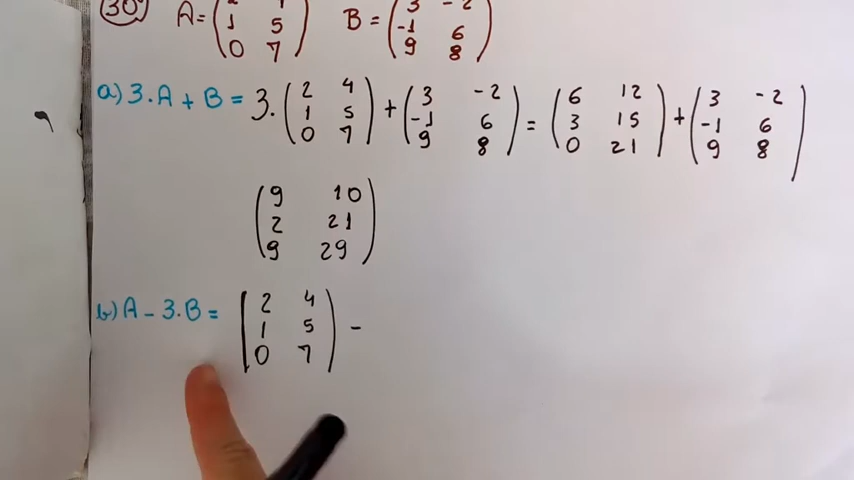 30) A= ( 2 4 B= ( 3 -2
1 5 ) -1 6
0 7 9 8 )
a) 3.A + B = 3. ( 2 4 ) + ( 3 -2 ) = ( 6 12 ) + ( 3 -2 )
1 5 -1 6 3 15 -1 6
0 7 9 8 0 21 9 8
( 9 10 )
2 21
9 29
b) A - 3.B = ( 2 4 ) -
1 5
0 7